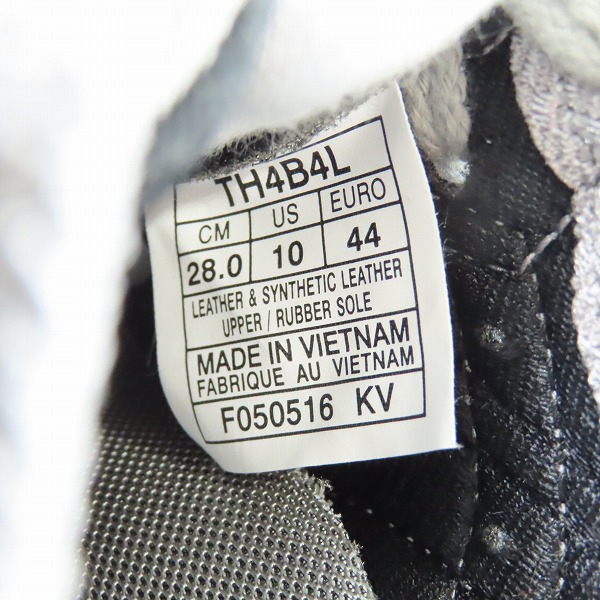 TH4B4L
CM US EURO
28.0 10 44
LEATHER & SYNTHETIC LEATHER
UPPER / RUBBER SOLE
MADE IN VIETNAM
FABRIQUE AU VIETNAM
F050516 KV